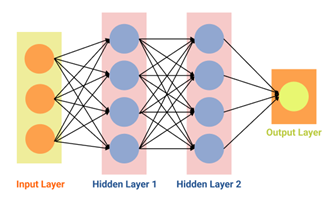 Output Layer
Input Layer
Hidden Layer 1
Hidden Layer 2